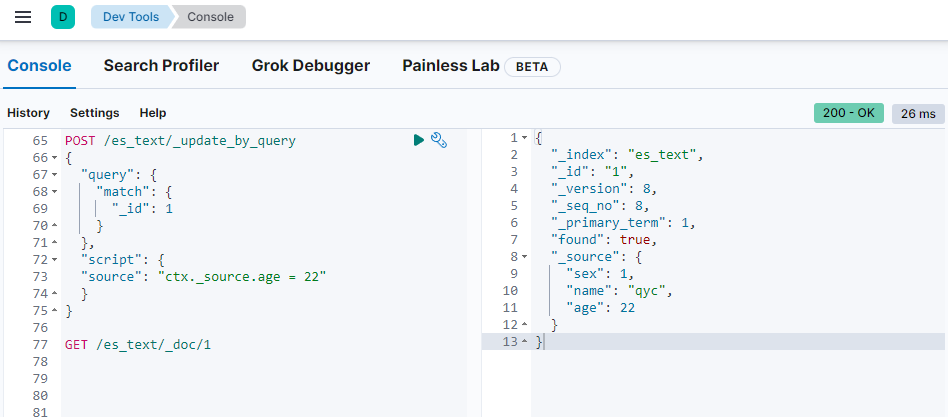 D Dev Tools Console
Console Search Profiler Grok Debugger Painless Lab BETA
History Settings Help 200 - OK 26 ms
65 POST /es_text/_update_by_query
66 {
67 "query": {
68 "match": {
69 "_id": 1
70 }
71 },
72 "script": {
73 "source": "ctx._source.age = 22"
74 }
75 }
76
77 GET /es_text/_doc/1
78
79
80
81
1 {
2 "_index": "es_text",
3 "_id": "1",
4 "_version": 8,
5 "_seq_no": 8,
6 "_primary_term": 1,
7 "found": true,
8 "_source": {
9 "sex": 1,
10 "name": "qyc",
11 "age": 22
12 }
13 }